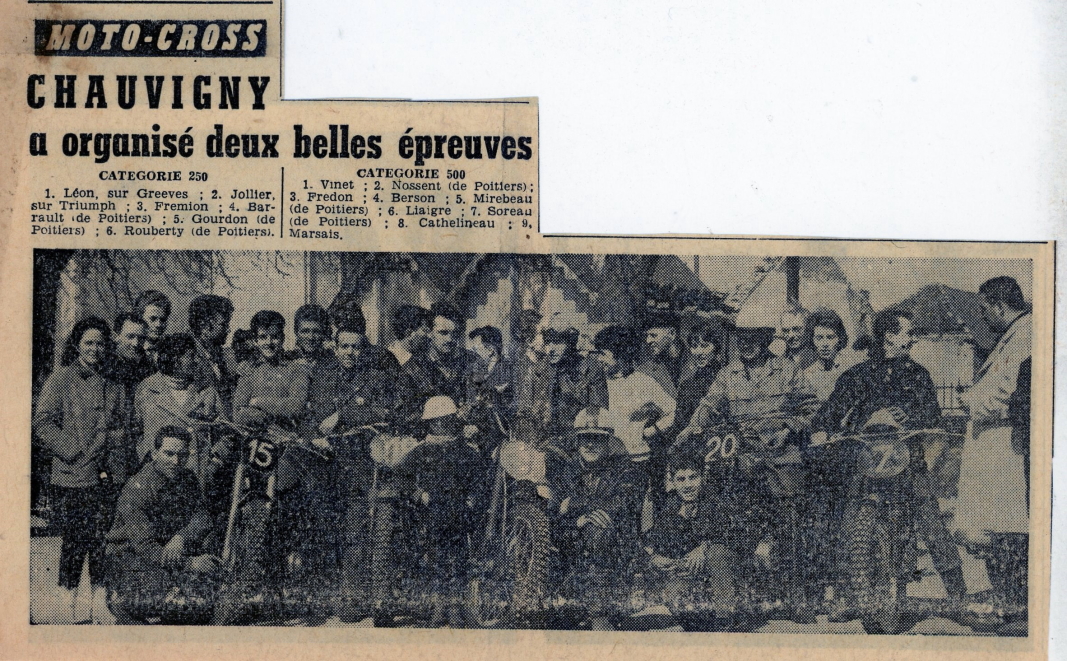 MOTO-CROSS
CHAUVIGNY
a organisé deux belles épreuves
CATEGORIE 250
1. Léon, sur Greeves ; 2. Jollier,
sur Triumph ; 3. Fremion ; 4. Bar-
rault (de Poitiers) ; 5. Gourdon (de
Poitiers) ; 6. Rouberty (de Poitiers).
CATEGORIE 500
1. Vinet ; 2. Nossent (de Poitiers) ;
3. Fredon ; 4. Berson ; 5. Mirebeau
(de Poitiers) ; 6. Liaigre ; 7. Soreau
(de Poitiers) ; 8. Cathelineau ; 9.
Marsais.
15
20
7